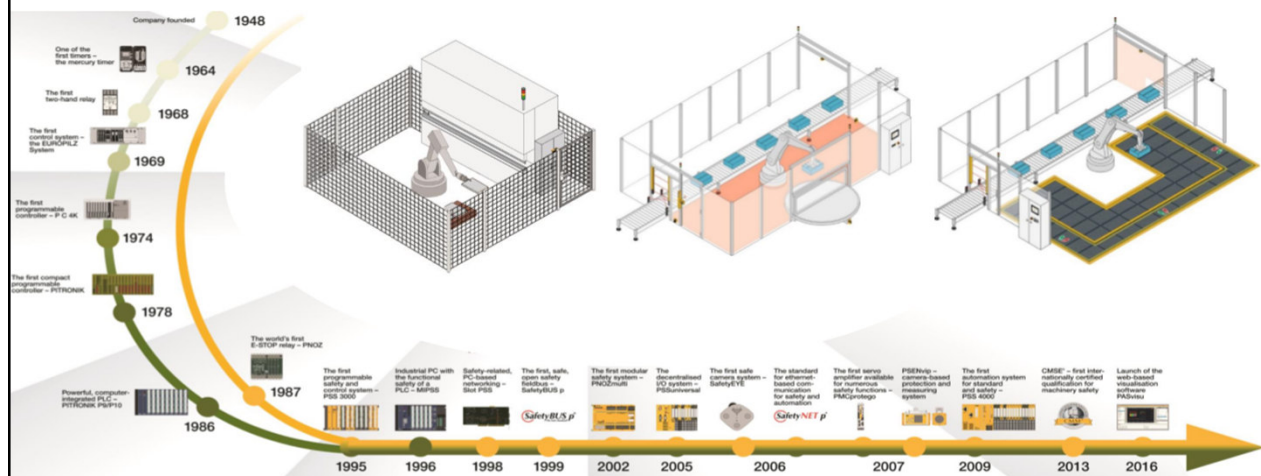 Company founded
1948
One of the
first timers –
the mercury timer
1964
The first
two-hand relay
1968
The first
control system –
the EUROPILZ
System
1969
The first
programmable
controller – P C 4K
1974
The first compact
programmable
controller – PITRONIK
1978
Powerful, computer-
integrated PLC –
PITRONIK P9/P10
1986
The world's first
E-STOP relay – PNOZ
1987
The first
programmable
safety and
control system –
PSS 3000
1995
Industrial PC with
the functional
safety of a
PLC – MIPSS
1996
Safety-related,
PC-based
networking –
Slot PSS
1998
The first, safe,
open safety
fieldbus –
SafetyBUS p
SafetyBUS p
1999
The first modular
safety system –
PNOZmulti
2002
The
decentralised
I/O system –
PSSuniversal
2005
The first safe
camera system –
SafetyEYE
The standard
for ethernet-
based com-
munication
for safety and
automation
SafetyNET p
2006
The first servo
amplifier available
for numerous
safety functions –
PMCprotego
2007
PSENvip –
camera-based
protection and
measuring
system
The first
automation system
for standard
and safety –
PSS 4000
2009
CMSE® – first inter-
nationally certified
qualification for
machinery safety
2013
Launch of the
web-based
visualisation
software
PASvisu
2016